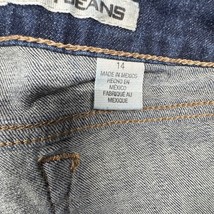 JEANS
14
MADE IN MEXICO
HECHO EN
MEXICO
FABRIQUÉ AU
MEXIQUE